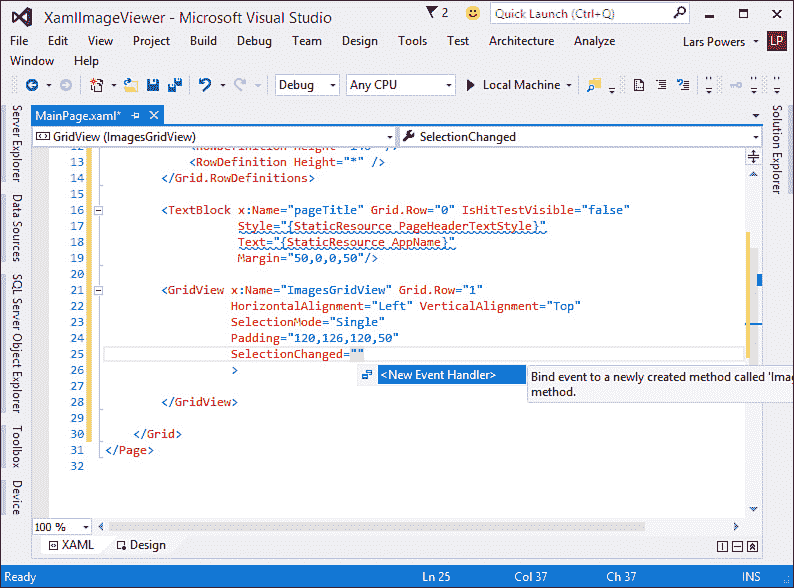 XamlImageViewer - Microsoft Visual Studio
2
Quick Launch (Ctrl+Q)
File Edit View Project Build Debug Team Design Tools Test Architecture Analyze
Lars Powers LP
Window Help
Debug Any CPU Local Machine
MainPage.xaml*
GridView (ImagesGridView) SelectionChanged
13 <RowDefinition Height="*" />
14 </Grid.RowDefinitions>
15
16 <TextBlock x:Name="pageTitle" Grid.Row="0" IsHitTestVisible="false"
17 Style="{StaticResource PageHeaderTextStyle}"
18 Text="{StaticResource AppName}"
19 Margin="50,0,0,50"/>
20
21 <GridView x:Name="ImagesGridView" Grid.Row="1"
22 HorizontalAlignment="Left" VerticalAlignment="Top"
23 SelectionMode="Single"
24 Padding="120,126,120,50"
25 SelectionChanged=""
26 >
27
28 </GridView>
29
30 </Grid>
31 </Page>
32
<New Event Handler>
Bind event to a newly created method called 'Imag
method.
Server Explorer
Data Sources
SQL Server Object Explorer
Toolbox
Device
Solution Explorer
100 %
XAML Design
Ready Ln 25 Col 37 Ch 37 INS